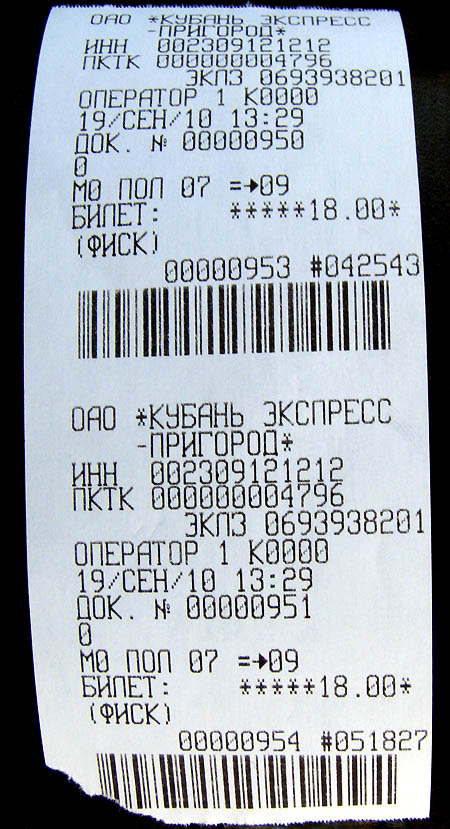 ОАО *КУБАНЬ ЭКСПРЕСС
-ПРИГОРОД*
ИНН 002309121212
ПКТК 000000004796
ЭКЛЗ 0693938201
ОПЕРАТОР 1 К0000
19/СЕН/10 13:29
ДОК. № 00000950
0
МО ПОП 07 =➔09
БИЛЕТ: *****18.00*
(ФИСК)
00000953 #042543
ОАО *КУБАНЬ ЭКСПРЕСС
-ПРИГОРОД*
ИНН 002309121212
ПКТК 000000004796
ЭКЛЗ 0693938201
ОПЕРАТОР 1 К0000
19/СЕН/10 13:29
ДОК. № 00000951
0
МО ПОП 07 =➔09
БИЛЕТ: *****18.00*
(ФИСК)
00000954 #051827